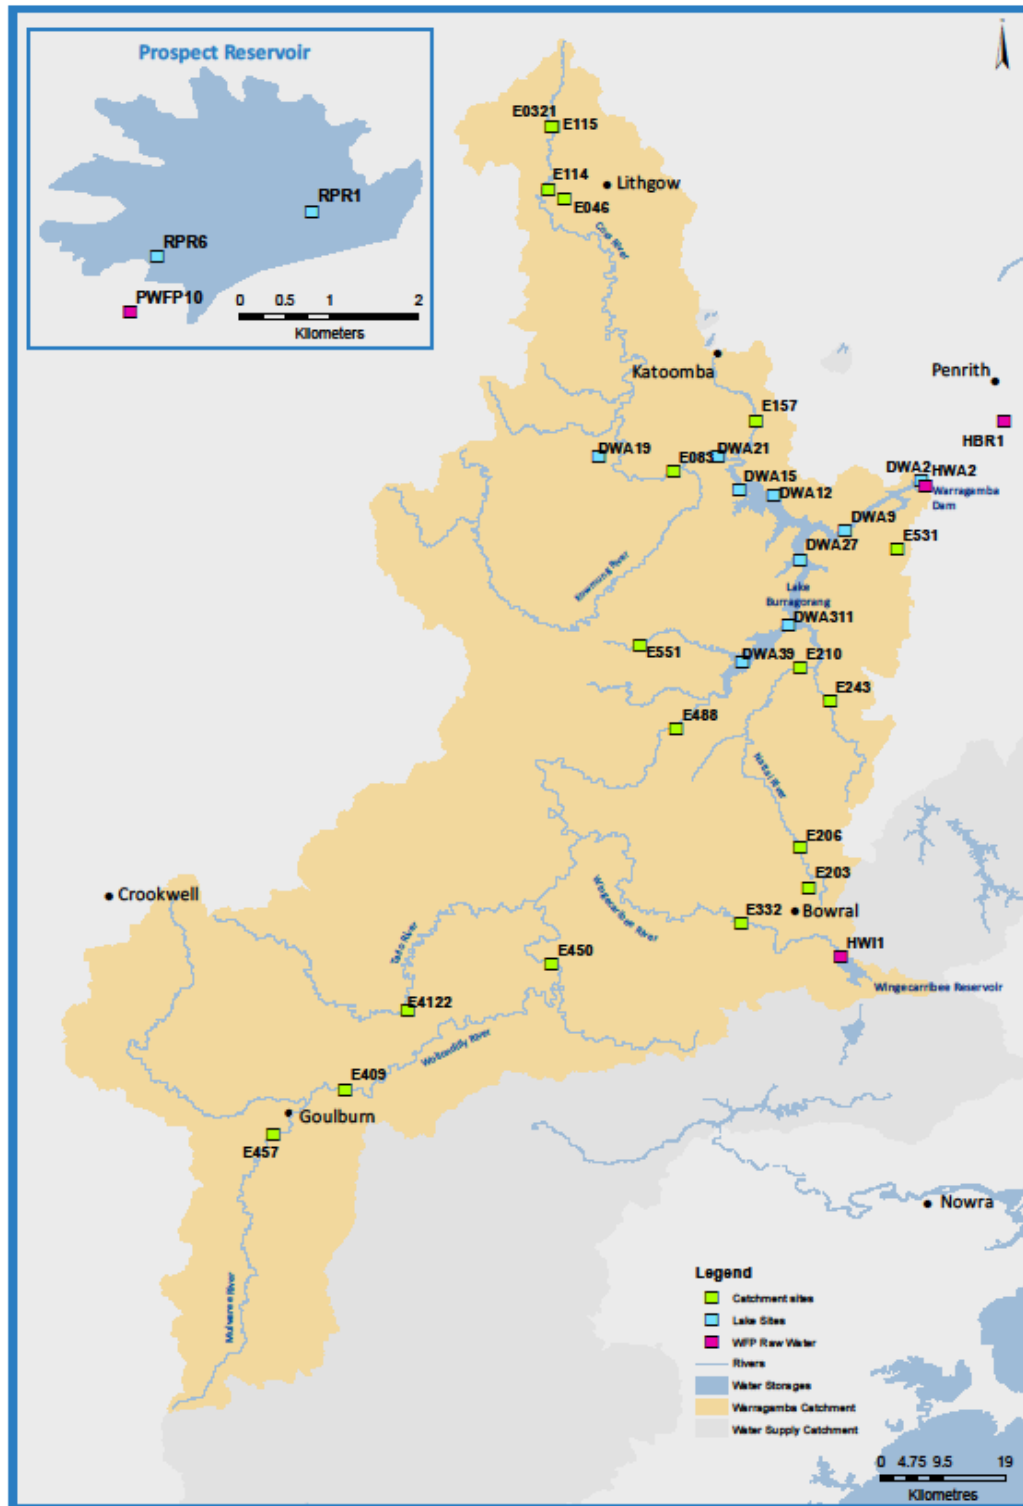 Prospect Reservoir
RPR1
RPR6
PWFP10
0 0.5 1 2
Kilometers
E0321
E115
E114
Lithgow
E046
Coxs River
Katoomba
Penrith
E157
HBR1
DWA19
E083
DWA21
DWA2
HWA2
DWA15
DWA12
Warragamba
Dam
DWA9
E531
DWA27
Kowmung River
Lake
Burragorang
DWA311
E551
DWA39
E210
E243
E488
Nattai River
E206
E203
Crookwell
Bowral
E332
Wingecarribee River
HWI1
Tarlo River
E450
Wingecarribee Reservoir
E4122
Wollondilly River
E409
Goulburn
E457
Nowra
Mulwaree River
Legend
Catchment sites
Lake Sites
WFP Raw Water
Rivers
Water Storages
Warragamba Catchment
Water Supply Catchment
0 4.75 9.5 19
Kilometres